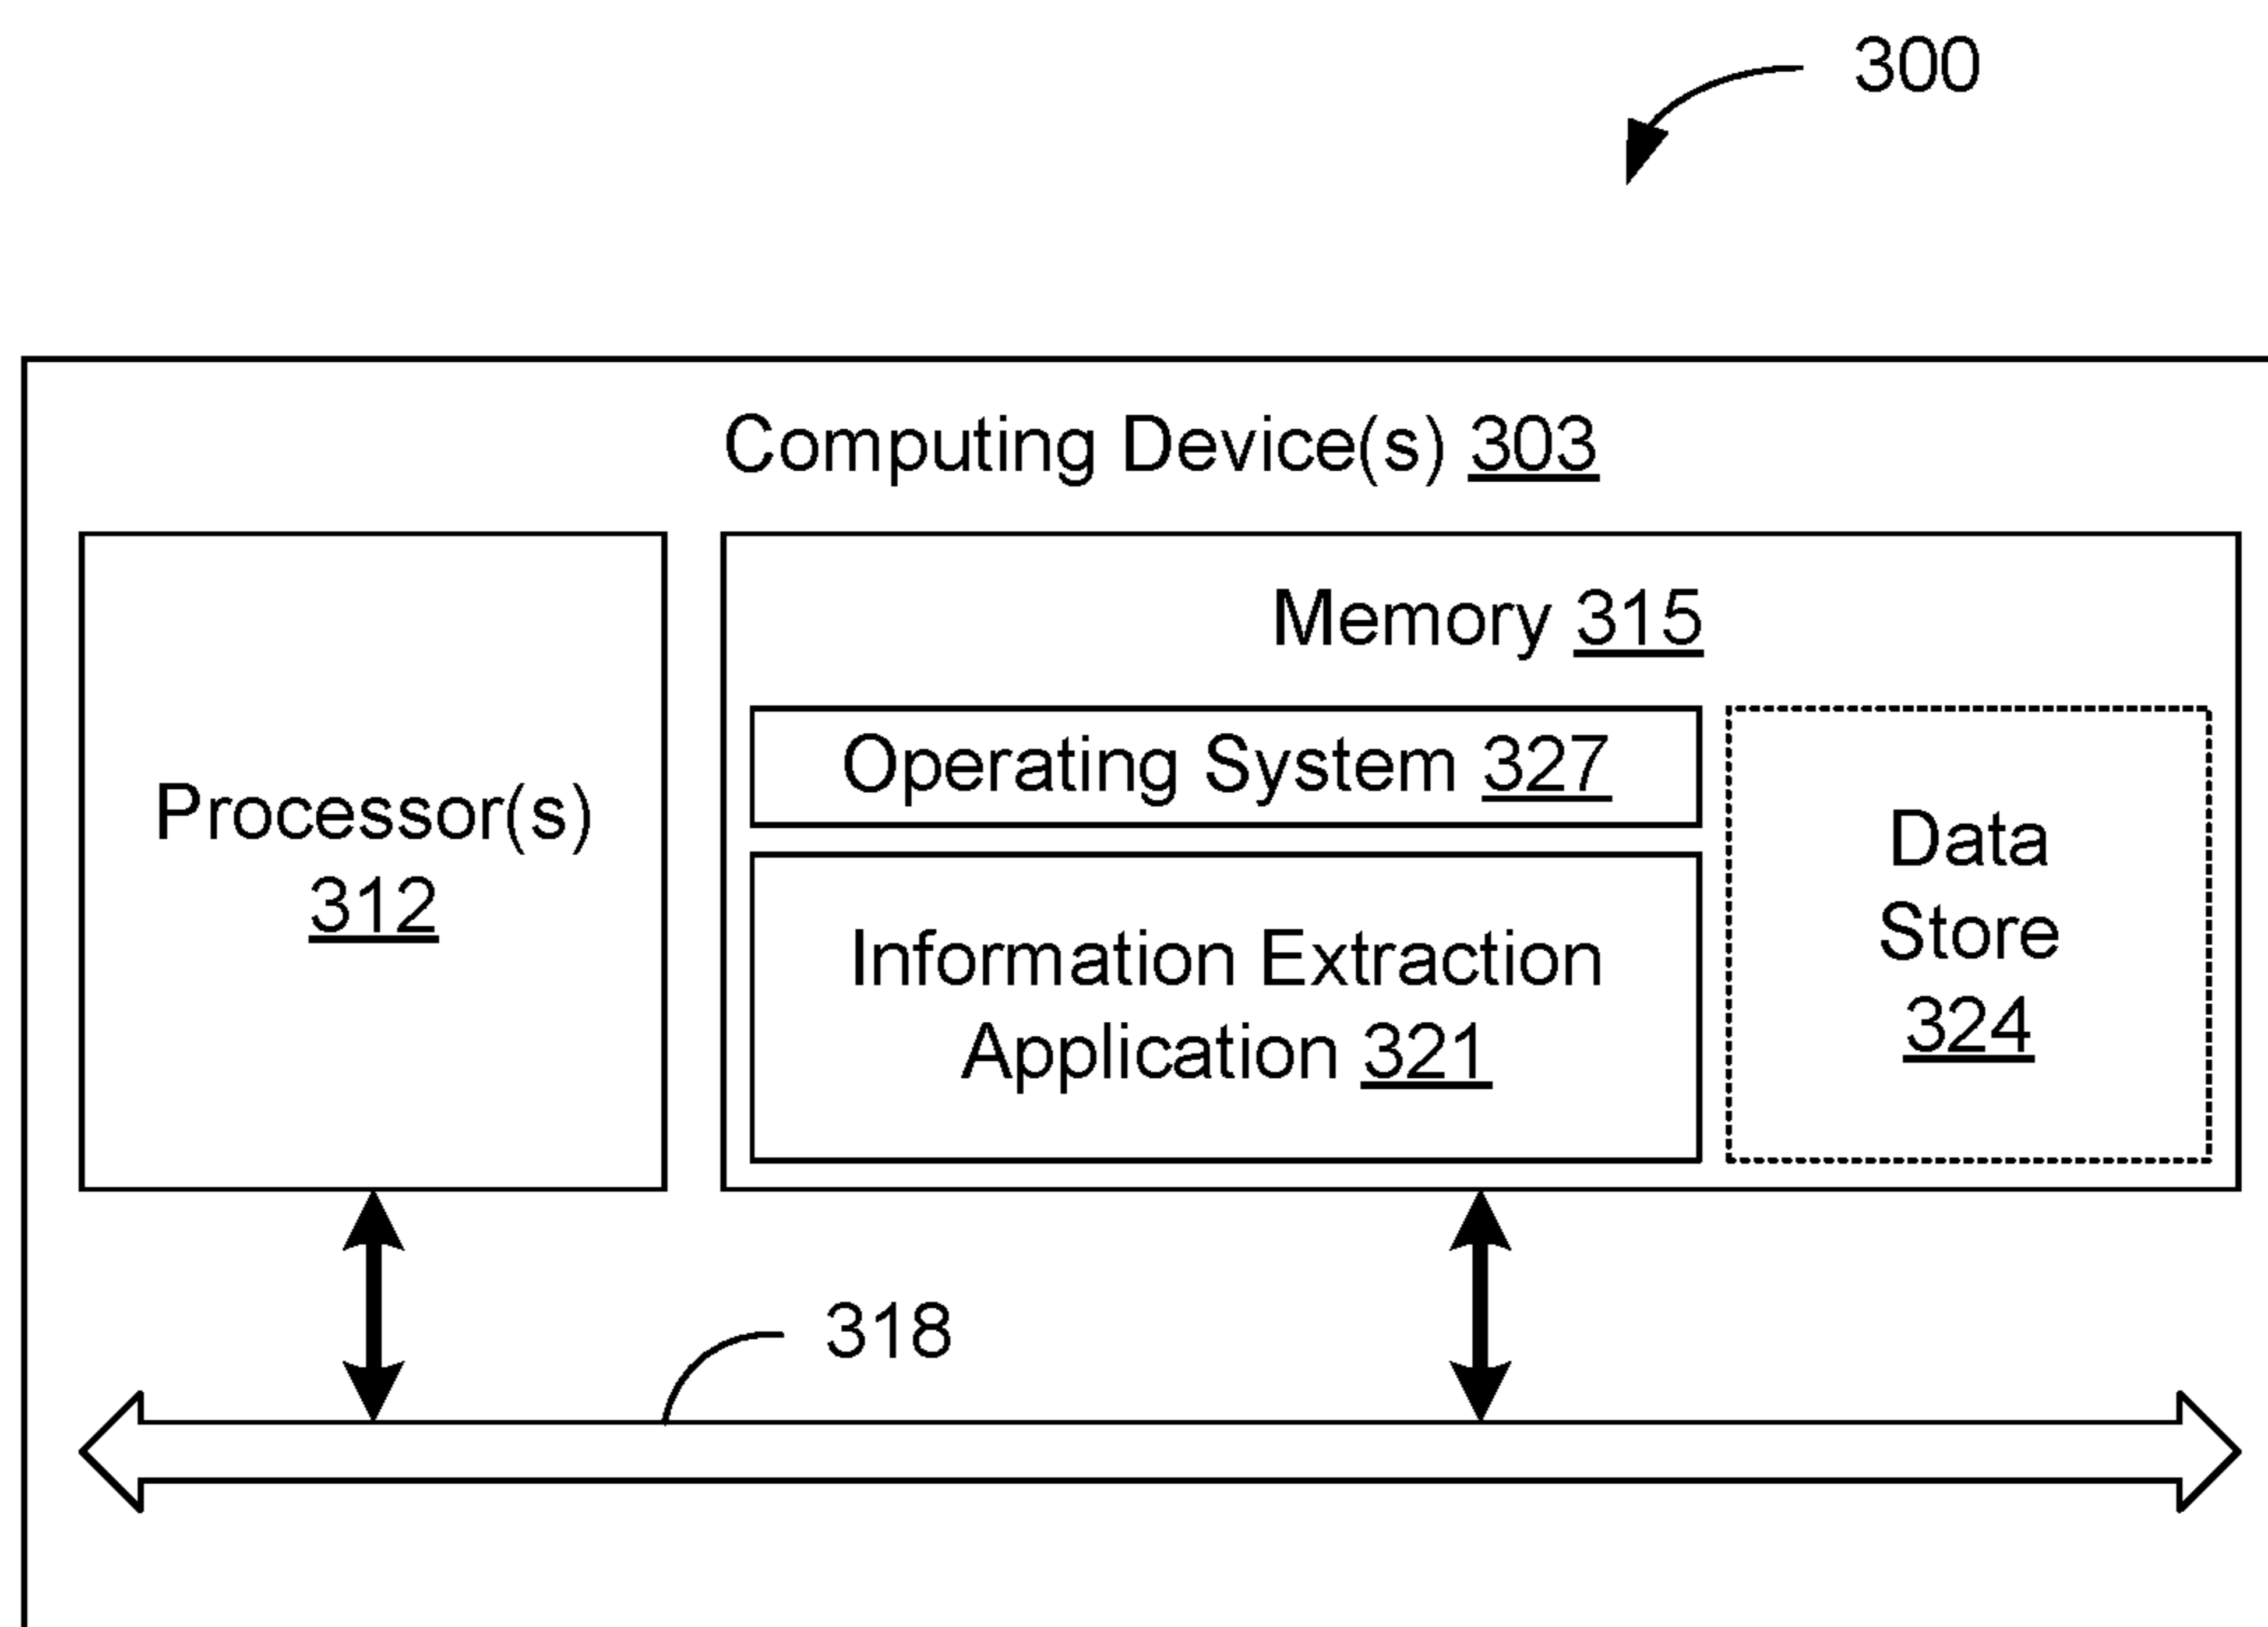 300
Computing Device(s) 303
Memory 315
Operating System 327
Processor(s)
312
Information Extraction
Application 321
Data
Store
324
318